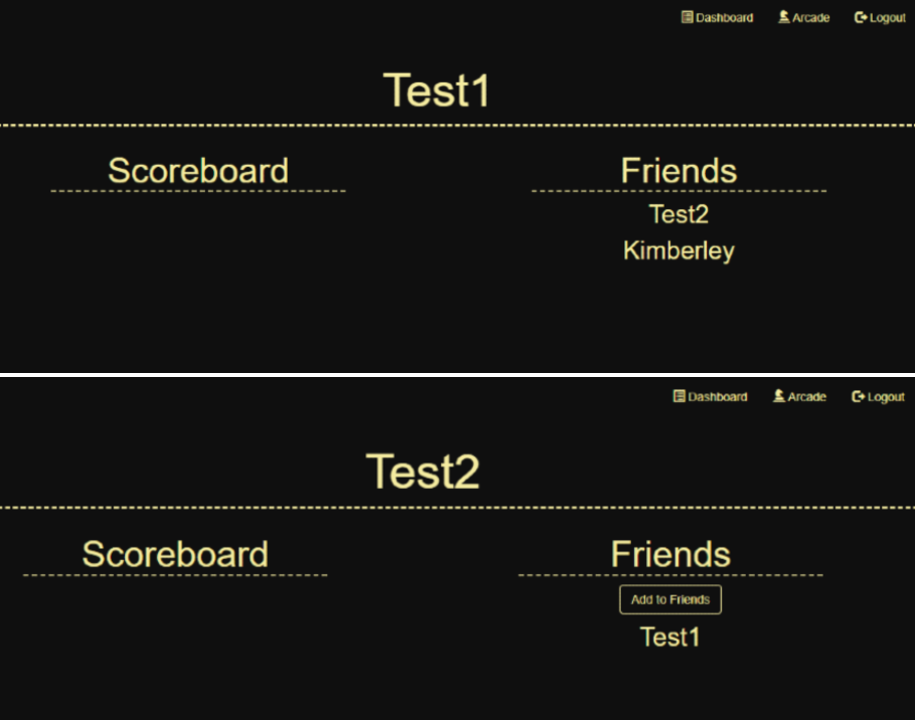 Dashboard Arcade Logout
Test1
Scoreboard Friends
Test2
Kimberley
Dashboard Arcade Logout
Test2
Scoreboard Friends
Add to Friends
Test1